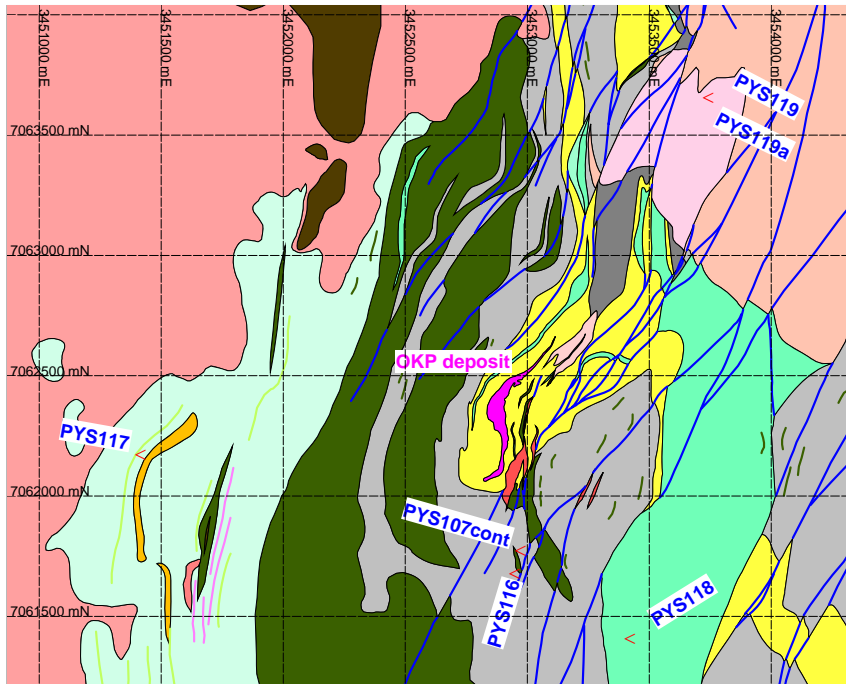 3451000 mE
3451500 mE
3452000 mE
3452500 mE
3453000 mE
3453500 mE
3454000 mE
PYS119
PYS119a
7063500 mN
7063000 mN
OKP deposit
7062500 mN
PYS117
7062000 mN
PYS107cont
PYS116
PYS118
7061500 mN